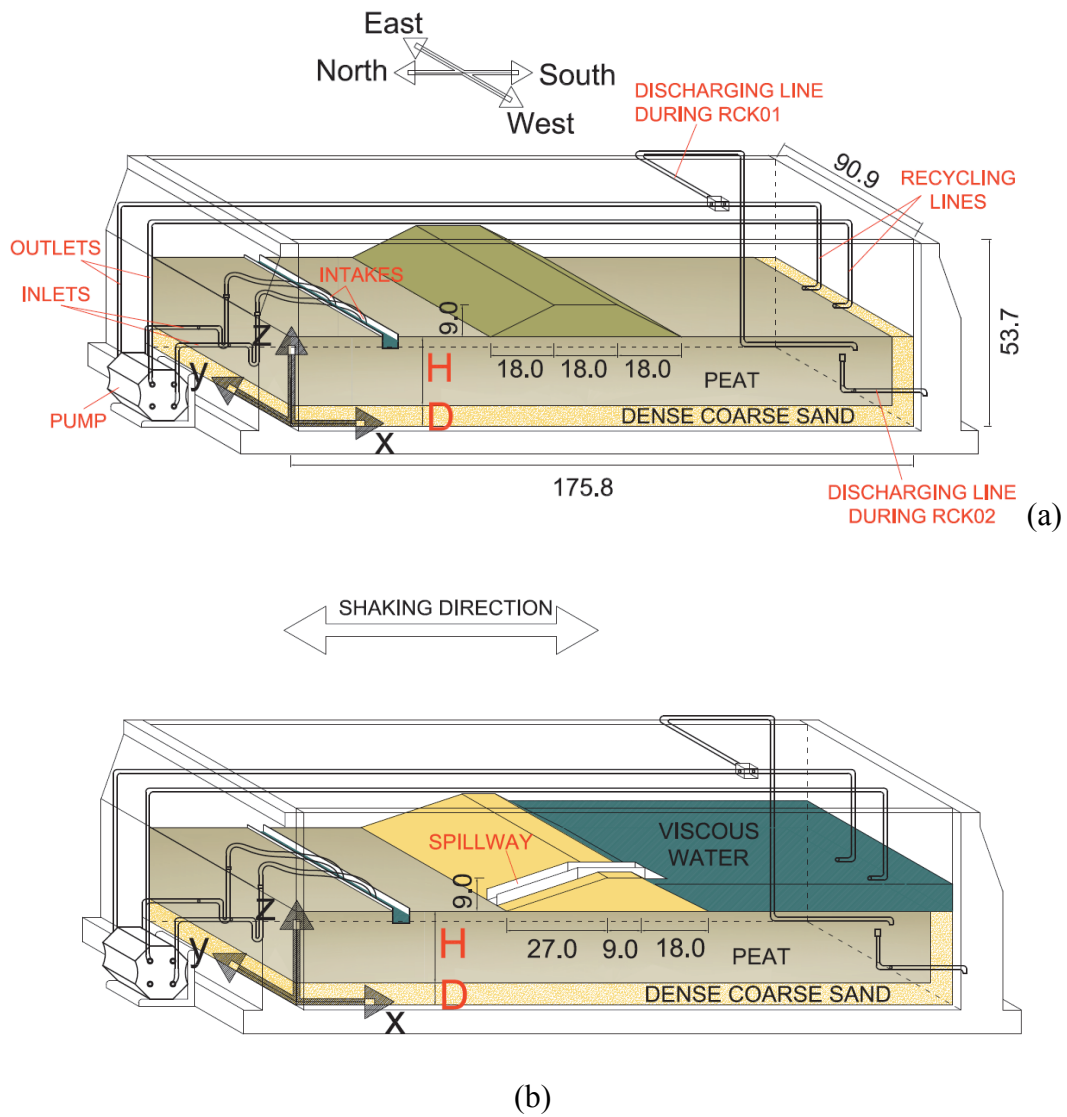 East
North
South
West
DISCHARGING LINE
DURING RCK01
90.9
RECYCLING
LINES
OUTLETS
INLETS
INTAKES
9.0
53.7
Z
H
18.0 18.0 18.0
PEAT
y
PUMP
D
DENSE COARSE SAND
X
175.8
DISCHARGING LINE
DURING RCK02
(a)
SHAKING DIRECTION
VISCOUS
WATER
SPILLWAY
9.0
Z
H
27.0 9.0 18.0
PEAT
y
D
DENSE COARSE SAND
X
(b)